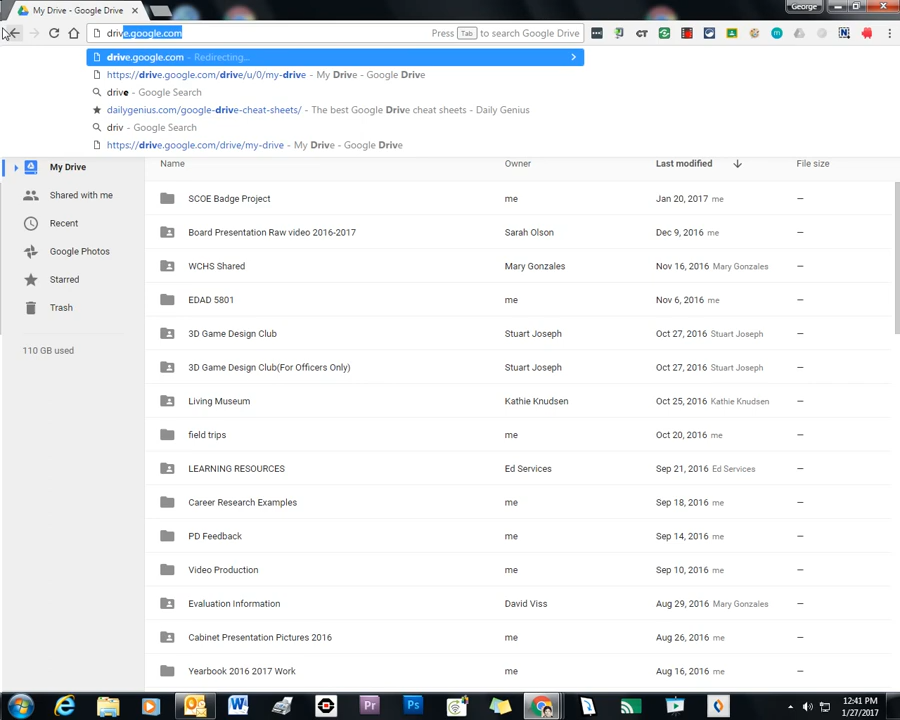 My Drive - Google Drive
George
drive.google.com
Press Tab to search Google Drive
CT
drive.google.com - Redirecting...
https://drive.google.com/drive/u/0/my-drive - My Drive - Google Drive
drive - Google Search
dailygenius.com/google-drive-cheat-sheets/ - The best Google Drive cheat sheets - Daily Genius
driv - Google Search
https://drive.google.com/drive/my-drive - My Drive - Google Drive
My Drive
Name Owner Last modified File size
Shared with me
Recent
Google Photos
Starred
Trash
110 GB used
SCOE Badge Project me Jan 20, 2017 me –
Board Presentation Raw video 2016-2017 Sarah Olson Dec 9, 2016 me –
WCHS Shared Mary Gonzales Nov 16, 2016 Mary Gonzales –
EDAD 5801 me Nov 6, 2016 me –
3D Game Design Club Stuart Joseph Oct 27, 2016 Stuart Joseph –
3D Game Design Club(For Officers Only) Stuart Joseph Oct 27, 2016 Stuart Joseph –
Living Museum Kathie Knudsen Oct 25, 2016 Kathie Knudsen –
field trips me Oct 20, 2016 me –
LEARNING RESOURCES Ed Services Sep 21, 2016 Ed Services –
Career Research Examples me Sep 18, 2016 me –
PD Feedback me Sep 14, 2016 me –
Video Production me Sep 10, 2016 me –
Evaluation Information David Viss Aug 29, 2016 Mary Gonzales –
Cabinet Presentation Pictures 2016 me Aug 26, 2016 me –
Yearbook 2016 2017 Work me Aug 16, 2016 me –
Pr
Ps
12:41 PM
1/27/2017